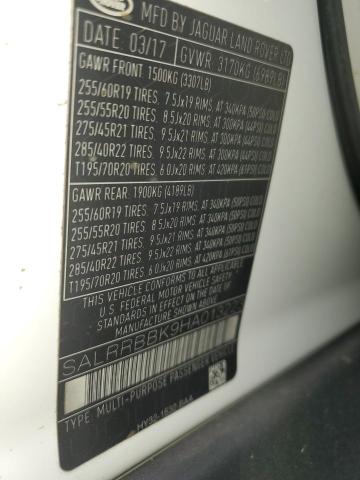 MFD BY JAGUAR LAND ROVER LTD
DATE: 03/17 GVWR 3170KG (6989LB)
GAWR FRONT 1500KG (3307LB)
255/60R19 TIRES. 7.5Jx19 RIMS. AT 340KPA (50PSI) COLD
255/55R20 TIRES. 8.5Jx20 RIMS. AT 300KPA (44PSI) COLD
275/45R21 TIRES. 9.5Jx21 RIMS. AT 300KPA (44PSI) COLD
285/40R22 TIRES. 9.5Jx22 RIMS. AT 300KPA (44PSI) COLD
T195/70R20 TIRES. 6.0Jx20 RIMS. AT 420KPA (61PSI) COLD
GAWR REAR 1900KG (4189LB)
255/60R19 TIRES. 7.5Jx19 RIMS. AT 340KPA (50PSI) COLD
255/55R20 TIRES. 8.5Jx20 RIMS. AT 340KPA (50PSI) COLD
275/45R21 TIRES. 9.5Jx21 RIMS. AT 340KPA (50PSI) COLD
285/40R22 TIRES. 9.5Jx22 RIMS. AT 340KPA (50PSI) COLD
T195/70R20 TIRES. 6.0Jx20 RIMS. AT 420KPA (61PSI) COLD
THIS VEHICLE CONFORMS TO ALL APPLICABLE
U.S. FEDERAL MOTOR VEHICLE SAFETY
THEFT PREVENTION STANDARDS IN EFFECT
DATE OF MANUFACTURE SHOWN ABOVE
SALRRBBK9HA013
TYPE: MULTI-PURPOSE PASSENGER VEHICLE